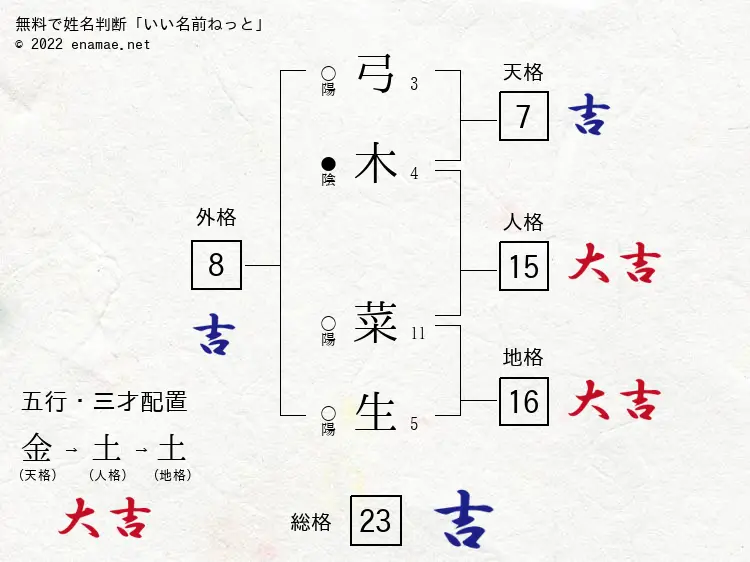 無料で姓名判断「いい名前ねっと」
© 2022 enamae.net
○
陽
弓
3
●
陰
木
4
○
陽
菜
11
○
陽
生
5
天格
7
吉
人格
15
大吉
地格
16
大吉
外格
8
吉
五行・三才配置
金→土→土
(天格) (人格) (地格)
大吉
総格 23 吉